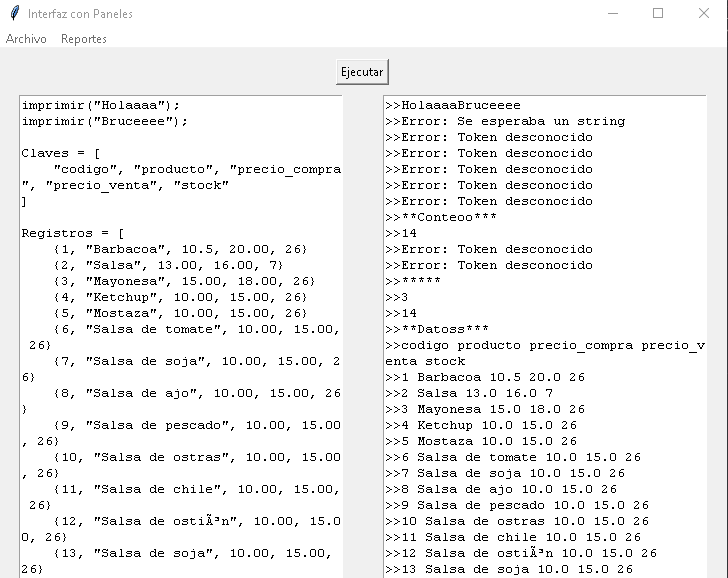 Interfaz con Paneles
Archivo Reportes
Ejecutar
imprimir("Holaaaa");
imprimir("Bruceeee");
Claves = [
"codigo", "producto", "precio_compra
", "precio_venta", "stock"
]
Registros = [
{1, "Barbacoa", 10.5, 20.00, 26}
{2, "Salsa", 13.00, 16.00, 7}
{3, "Mayonesa", 15.00, 18.00, 26}
{4, "Ketchup", 10.00, 15.00, 26}
{5, "Mostaza", 10.00, 15.00, 26}
{6, "Salsa de tomate", 10.00, 15.00,
26}
{7, "Salsa de soja", 10.00, 15.00, 2
6}
{8, "Salsa de ajo", 10.00, 15.00, 26
}
{9, "Salsa de pescado", 10.00, 15.00
, 26}
{10, "Salsa de ostras", 10.00, 15.00
, 26}
{11, "Salsa de chile", 10.00, 15.00,
26}
{12, "Salsa de ostiÃªn", 10.00, 15.0
0, 26}
{13, "Salsa de soja", 10.00, 15.00,
26}
>>HolaaaaBruceeee
>>Error: Se esperaba un string
>>Error: Token desconocido
>>Error: Token desconocido
>>Error: Token desconocido
>>Error: Token desconocido
>>Error: Token desconocido
>>**Conteoo***
>>14
>>Error: Token desconocido
>>Error: Token desconocido
>>*****
>>3
>>14
>>**Datoss***
>>codigo producto precio_compra precio_v
enta stock
>>1 Barbacoa 10.5 20.0 26
>>2 Salsa 13.0 16.0 7
>>3 Mayonesa 15.0 18.0 26
>>4 Ketchup 10.0 15.0 26
>>5 Mostaza 10.0 15.0 26
>>6 Salsa de tomate 10.0 15.0 26
>>7 Salsa de soja 10.0 15.0 26
>>8 Salsa de ajo 10.0 15.0 26
>>9 Salsa de pescado 10.0 15.0 26
>>10 Salsa de ostras 10.0 15.0 26
>>11 Salsa de chile 10.0 15.0 26
>>12 Salsa de ostiÃªn 10.0 15.0 26
>>13 Salsa de soja 10.0 15.0 26